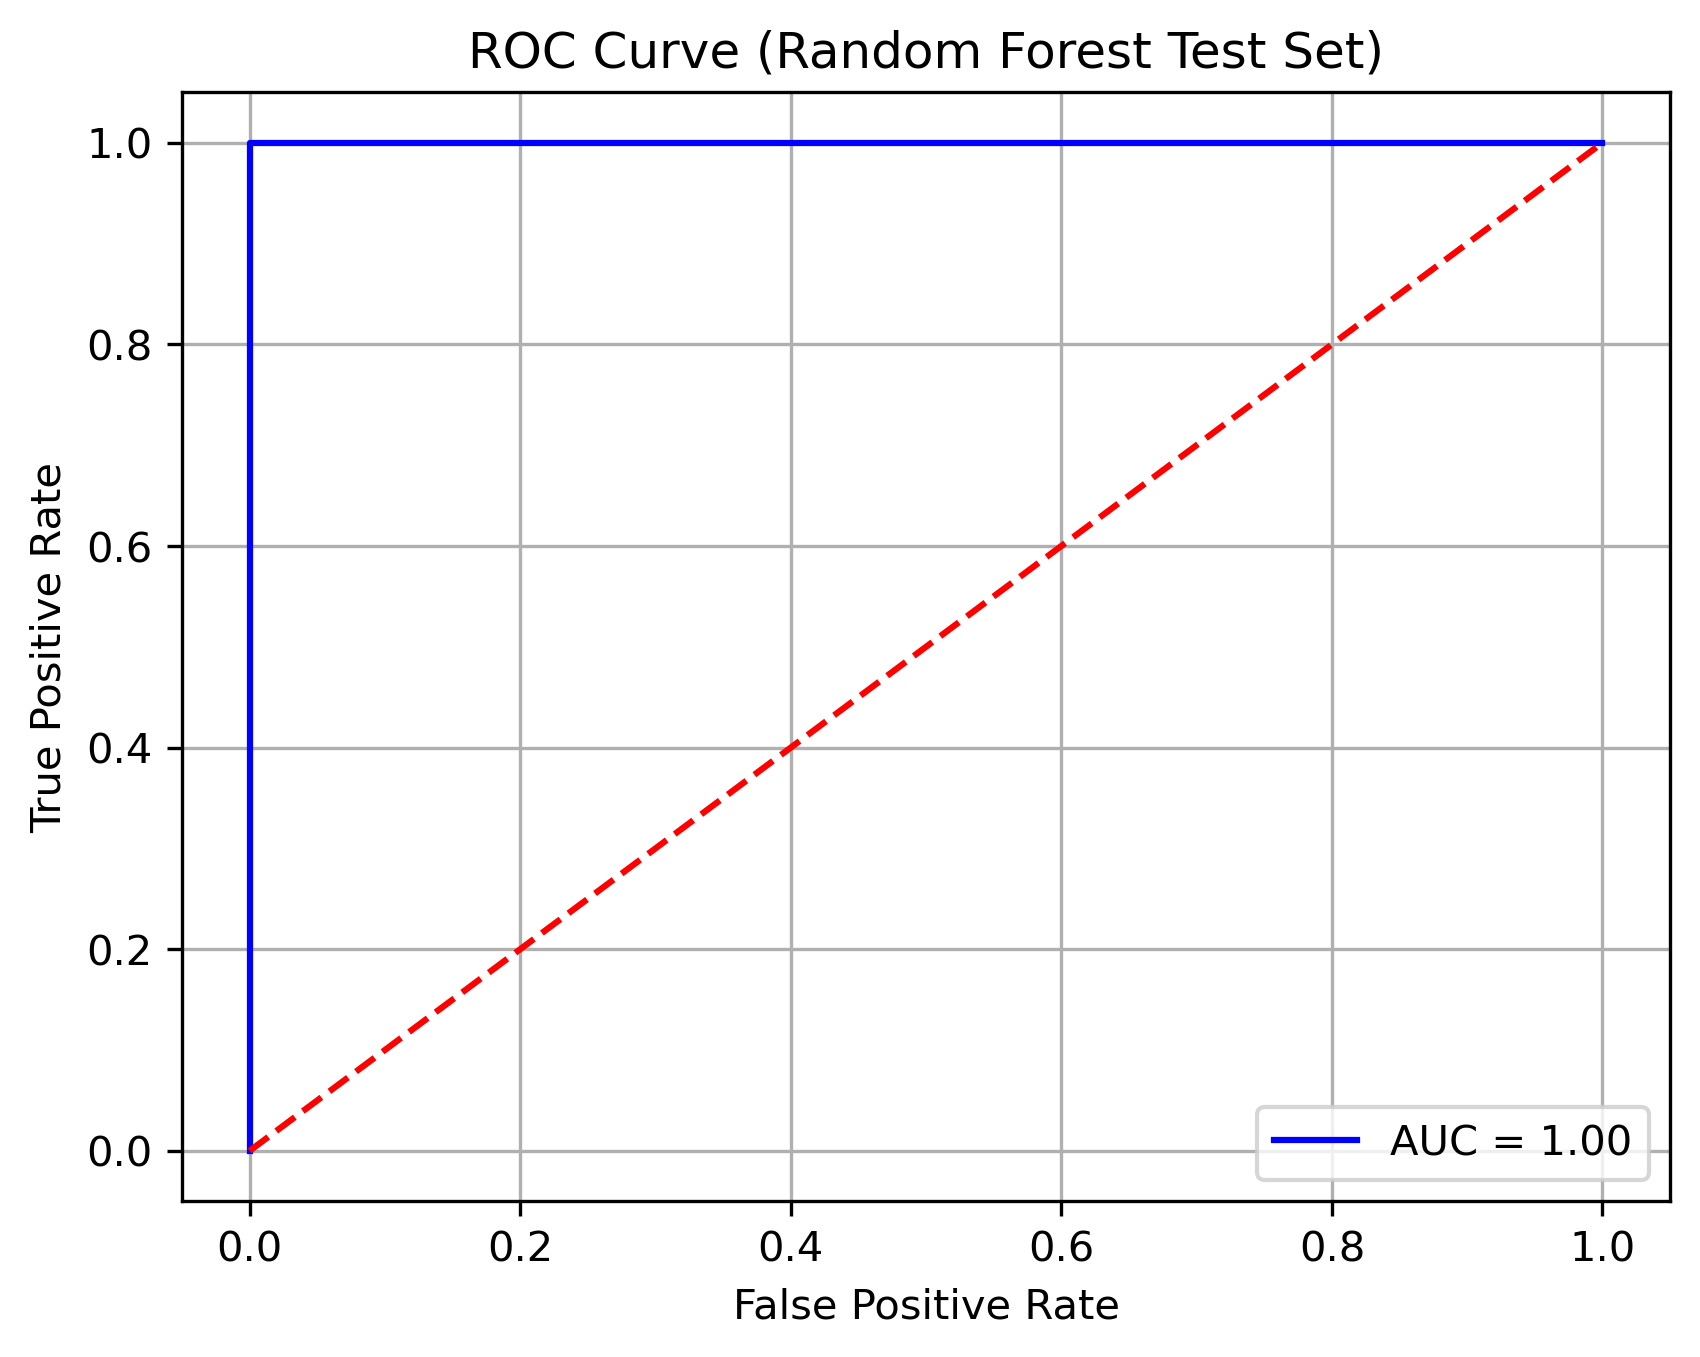 ROC Curve (Random Forest Test Set)
True Positive Rate
1.0
0.8
0.6
0.4
0.2
0.0
AUC = 1.00
0.0 0.2 0.4 0.6 0.8 1.0
False Positive Rate